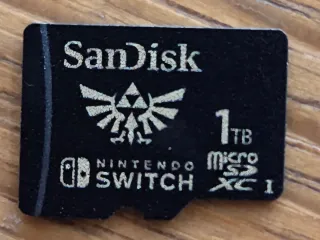 SanDisk
1TB
NINTENDO
SWITCH
micro
SD
XC I